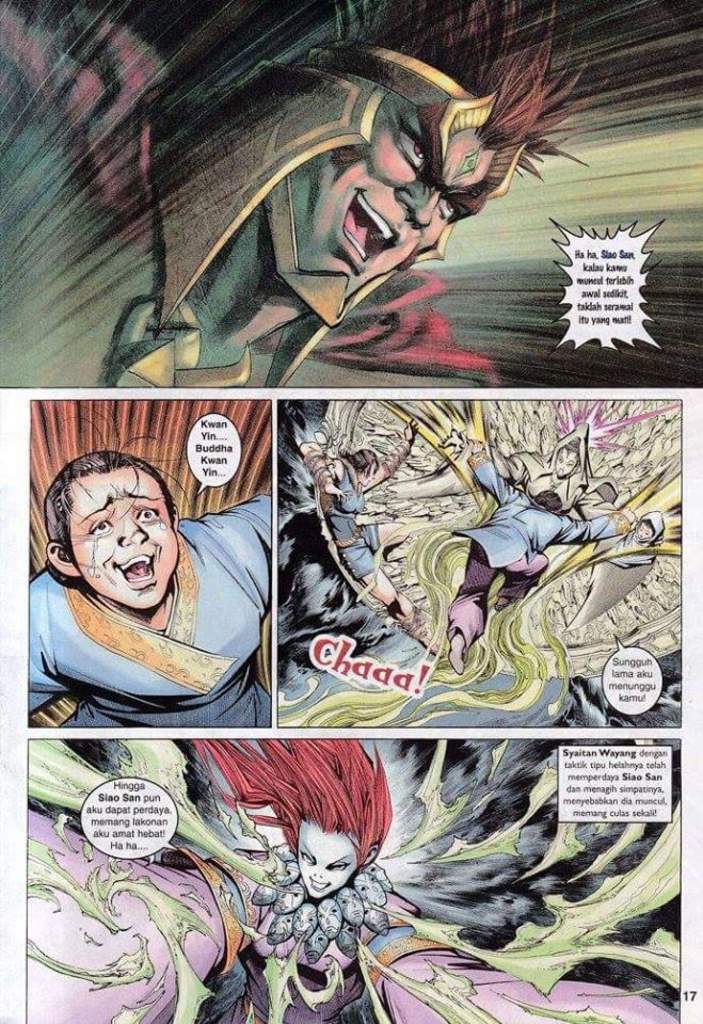 Ha ha, Siao San,
kalau kamu
muncul terlebih
awal sedikit,
taklah seramai
itu yang mati!
Kwan
Yin....
Buddha
Kwan
Yin...
Chaaa!
Sungguh
lama aku
menunggu
kamu!
Hingga
Siao San pun
aku dapat perdaya,
memang lakonan
aku amat hebat!
Ha ha....
Syaitan Wayang dengan
taktik tipu helahnya telah
memperdaya Siao San
dan menagih simpatinya,
menyebabkan dia muncul,
memang culas sekali!
17